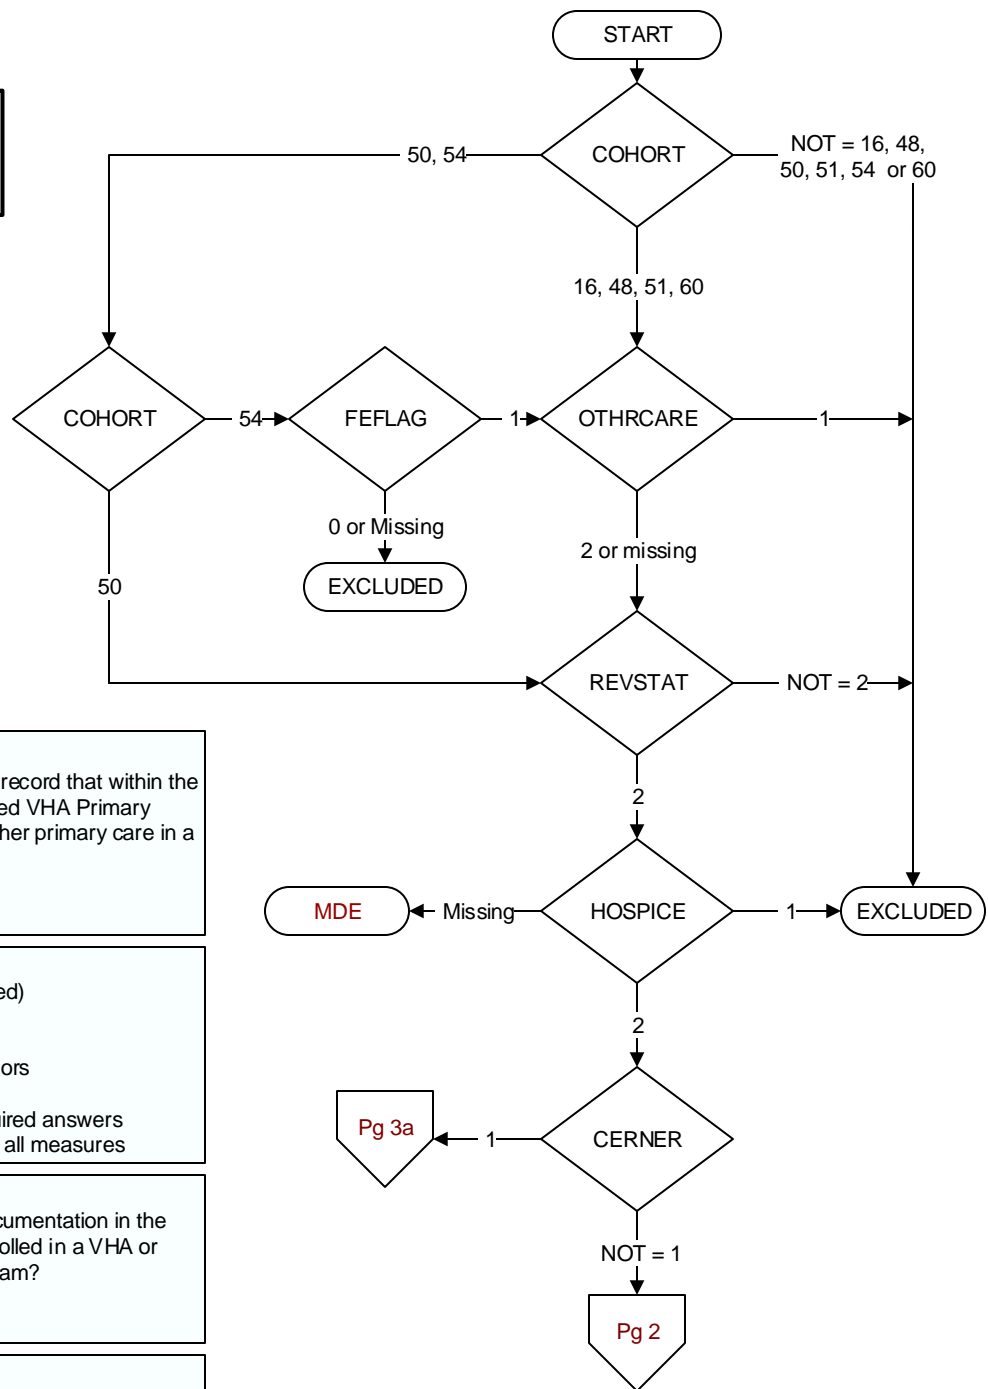 START
COHORT
50, 54
NOT = 16, 48,
50, 51, 54 or 60
16, 48, 51, 60
COHORT
54
FEFLAG
1
OTHRCARE
1
0 or Missing
EXCLUDED
2 or missing
50
REVSTAT
NOT = 2
2
record that within the
ed VHA Primary
her primary care in a
MDE
Missing
HOSPICE
1
EXCLUDED
ed)
ors
uired answers
all measures
2
Pg 3a
1
CERNER
cumentation in the
olled in a VHA or
am?
NOT = 1
Pg 2